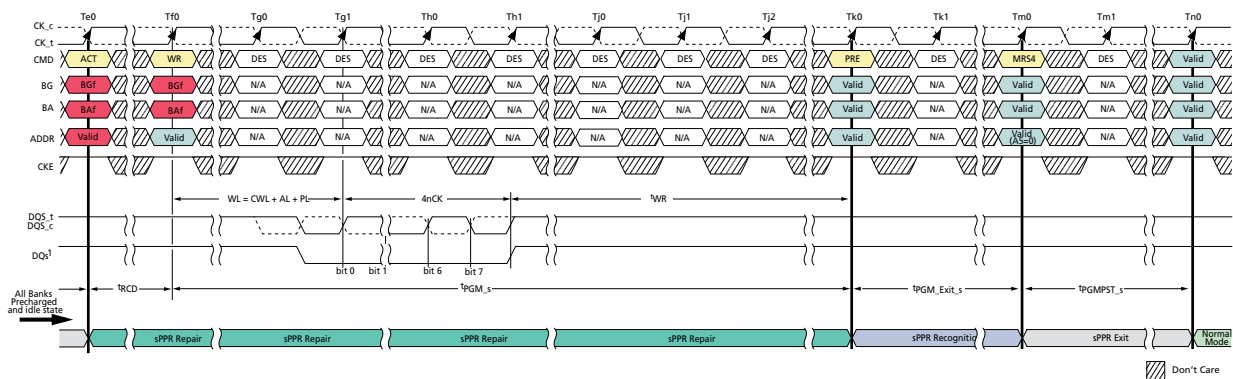 Te0 Tf0 Tg0 Tg1 Th0 Th1 Tj0 Tj1 Tj2 Tk0 Tk1 Tm0 Tm1 Tn0
CK_c
CK_t
CMD ACT WR DES DES DES DES DES DES DES PRE DES MRS4 DES Valid
BG BGf BGf N/A N/A N/A N/A N/A N/A N/A Valid N/A Valid N/A Valid
BA BAf BAf N/A N/A N/A N/A N/A N/A N/A Valid N/A Valid N/A Valid
ADDR Valid Valid N/A N/A N/A N/A N/A N/A N/A Valid N/A Valid (A5=0) N/A Valid
CKE
WL = CWL + AL + PL 4nCK tWR
DQS_t
DQS_c
DQs1
bit 0 bit 1 bit 6 bit 7
All Banks
Precharged
and idle state
tRCD tPGM_s tPGM_Exit_s tPGMPST_s
sPPR Repair sPPR Repair sPPR Repair sPPR Repair sPPR Recognitic sPPR Exit Normal Mode
Don't Care